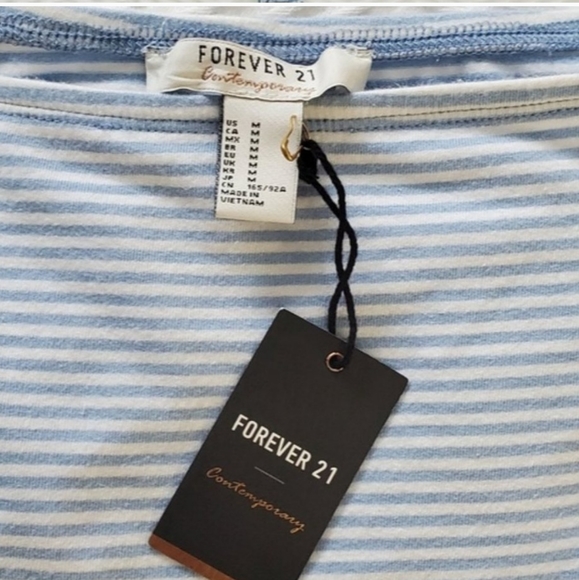 FOREVER 21
Contemporary
US M
CA M
MX M
BR M
EU M
UK M
KR M
JP M
CN 165/92A
MADE IN
VIETNAM
FOREVER 21
Contemporary